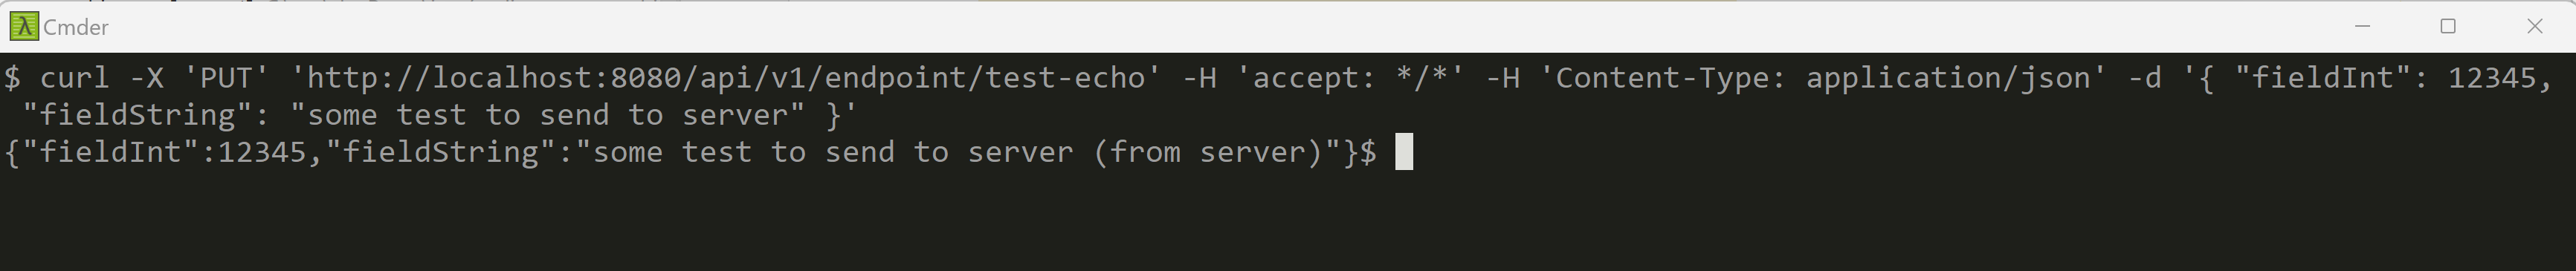 Cmder
$ curl -X 'PUT' 'http://localhost:8080/api/v1/endpoint/test-echo' -H 'accept: */*' -H 'Content-Type: application/json' -d '{ "fieldInt": 12345,
"fieldString": "some test to send to server" }'
{"fieldInt":12345,"fieldString":"some test to send to server (from server)"}$